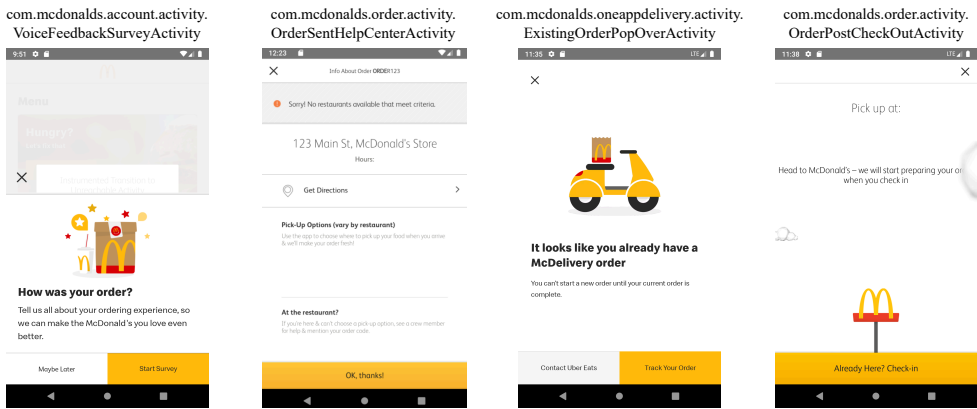 com.mcdonalds.account.activity.
VoiceFeedbackSurveyActivity
9:51
Menu
Hungry?
How was your order?
Tell us all about your ordering experience, so
we can make the McDonald's you love even
better.
Maybe Later
Start Survey
com.mcdonalds.order.activity.
OrderSentHelpCenterActivity
12:23
Info About Order ORDER123
Sorry! No restaurants available that meet criteria.
123 Main St, McDonald's Store
Hours:
Get Directions
Pick-Up Options (vary by restaurant)
Use the app to choose where to pick up your food when you arrive
& we'll make your order fresh!
At the restaurant?
If you're here & can't choose a pick-up option, see a crew member
for help & mention your order code.
OK, thanks!
com.mcdonalds.oneappdelivery.activity.
ExistingOrderPopOverActivity
11:35
LTE
It looks like you already have a
McDelivery order
You can't start a new order until your current order is
complete.
Contact Uber Eats
Track Your Order
com.mcdonalds.order.activity.
OrderPostCheckOutActivity
11:38
LTE
Pick up at:
Head to McDonald's – we will start preparing your or
when you check in
Already Here? Check-in